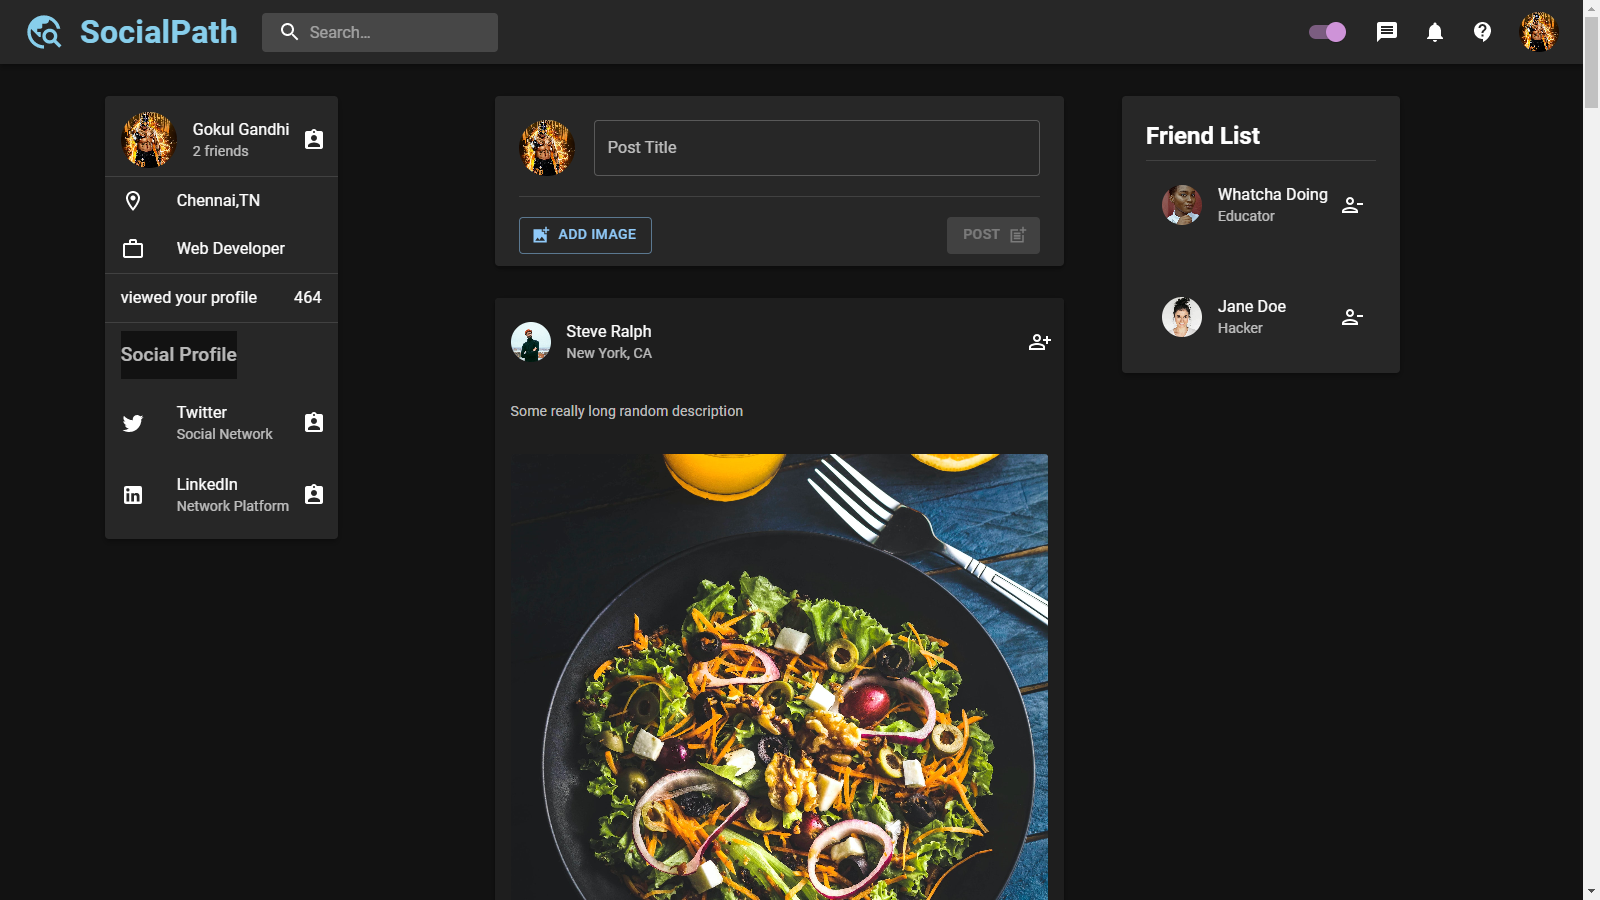 SocialPath
Search...
Gokul Gandhi
2 friends
Chennai,TN
Web Developer
viewed your profile 464
Social Profile
Twitter
Social Network
LinkedIn
Network Platform
Post Title
ADD IMAGE
POST
Steve Ralph
New York, CA
Some really long random description
Friend List
Whatcha Doing
Educator
Jane Doe
Hacker